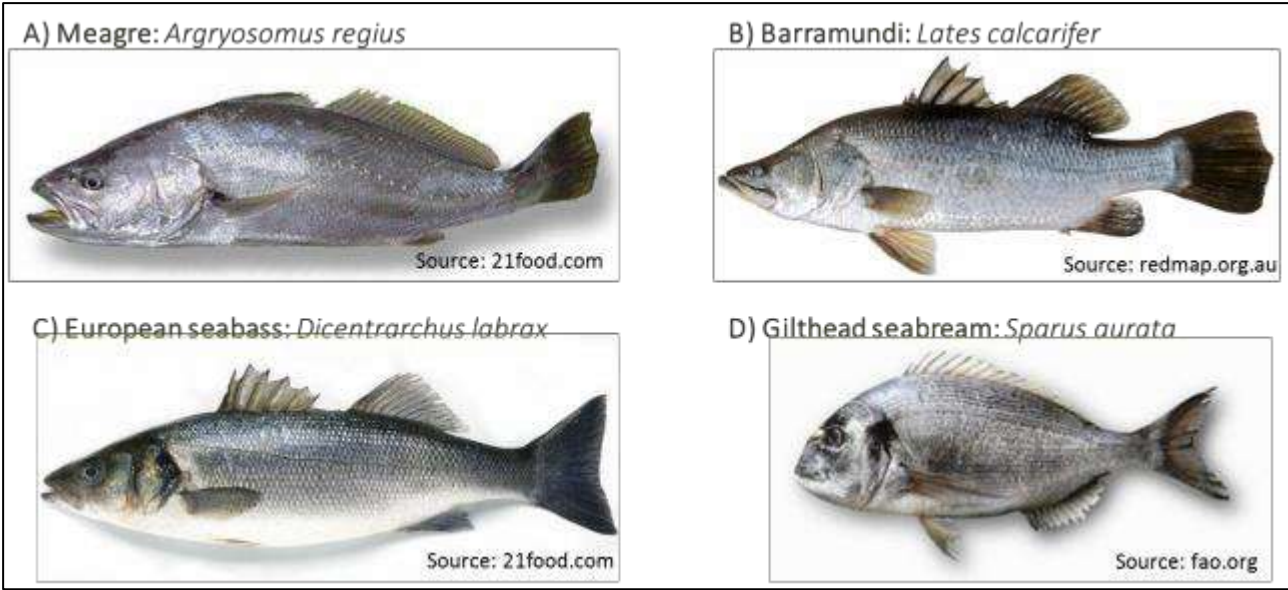 A) Meagre: Argryosomus regius
B) Barramundi: Lates calcarifer
Source: 21food.com
Source: redmap.org.au
C) European seabass: Dicentrarchus labrax
D) Gilthead seabream: Sparus aurata
Source: 21food.com
Source: fao.org